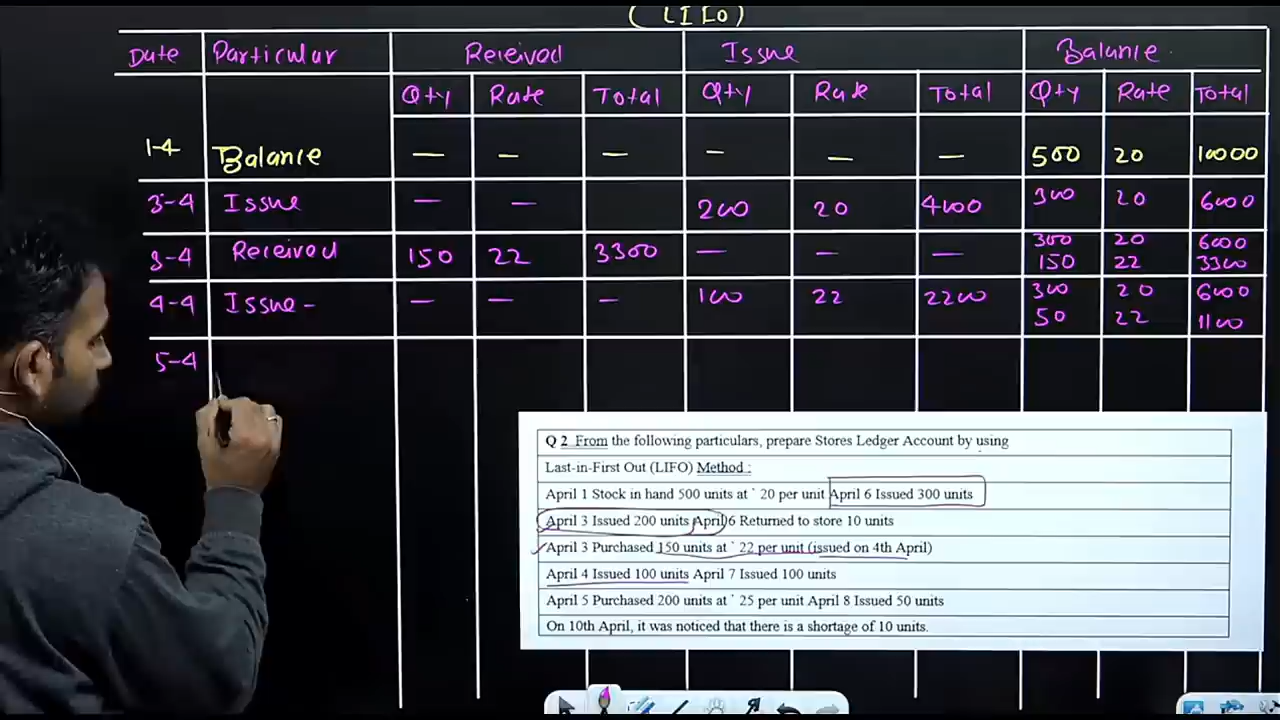 (LIFO)
Date Particular Received Issue Balance
Qty Rate Total Qty Rate Total Qty Rate Total
1-4 Balance — — — — — — 500 20 10000
3-4 Issue — — 200 20 4000 300 20 6000
3-4 Received 150 22 3300 — — — 300 20 6000
150 22 3300
4-4 Issue - — — — 100 22 2200 300 20 6000
50 22 1100
5-4
Q 2 From the following particulars, prepare Stores Ledger Account by using
Last-in-First Out (LIFO) Method :
April 1 Stock in hand 500 units at ` 20 per unit April 6 Issued 300 units
April 3 Issued 200 units April 6 Returned to store 10 units
April 3 Purchased 150 units at ` 22 per unit (issued on 4th April)
April 4 Issued 100 units April 7 Issued 100 units
April 5 Purchased 200 units at ` 25 per unit April 8 Issued 50 units
On 10th April, it was noticed that there is a shortage of 10 units.